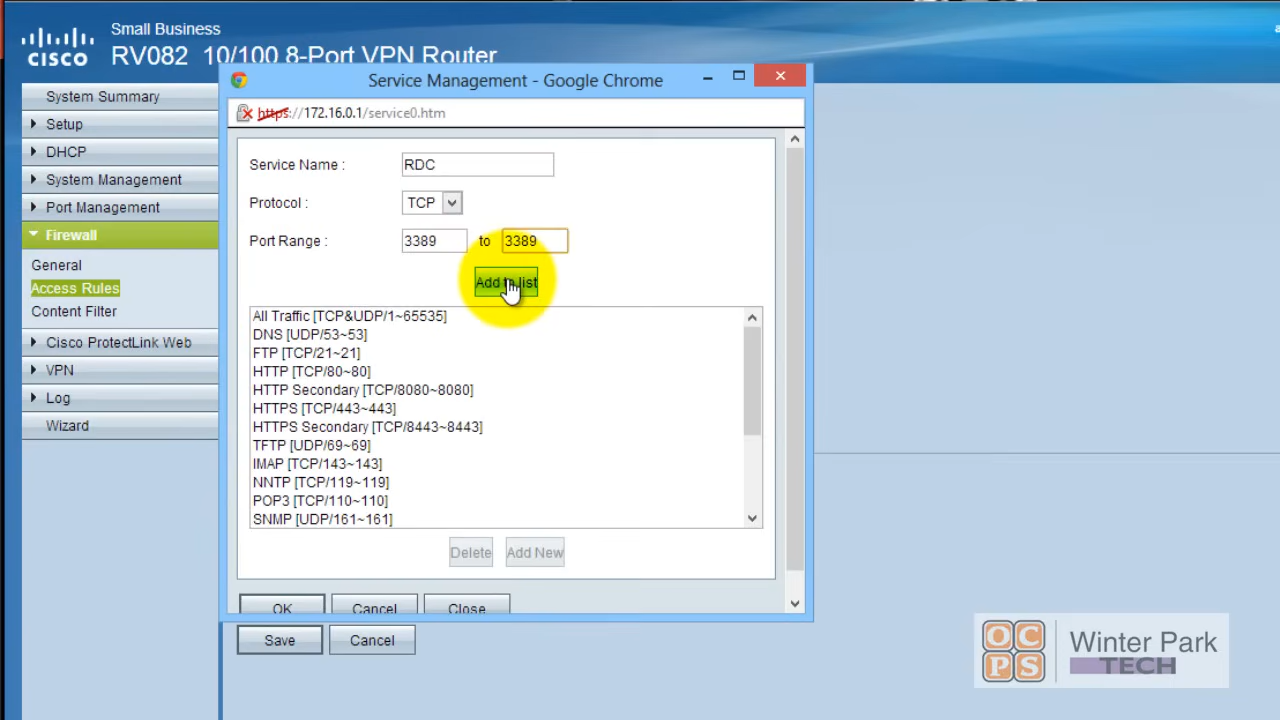 Small Business
cisco
RV082 10/100 8-Port VPN Router
Service Management - Google Chrome
https://172.16.0.1/service0.htm
System Summary
Setup
DHCP
System Management
Port Management
Firewall
General
Access Rules
Content Filter
Cisco ProtectLink Web
VPN
Log
Wizard
Service Name :
RDC
Protocol :
TCP
Port Range :
3389 to 3389
Add to list
All Traffic [TCP&UDP/1~65535]
DNS [UDP/53~53]
FTP [TCP/21~21]
HTTP [TCP/80~80]
HTTP Secondary [TCP/8080~8080]
HTTPS [TCP/443~443]
HTTPS Secondary [TCP/8443~8443]
TFTP [UDP/69~69]
IMAP [TCP/143~143]
NNTP [TCP/119~119]
POP3 [TCP/110~110]
SNMP [UDP/161~161]
Delete Add New
OK Cancel Close
Save Cancel
OCPS
Winter Park
TECH